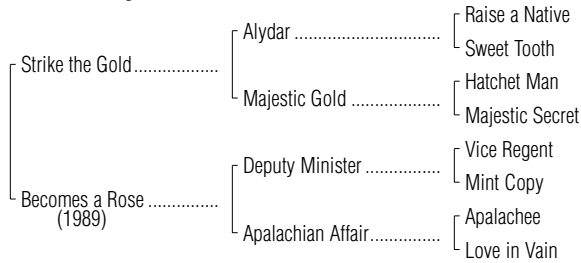 Raise a Native
Alydar ......................................
Sweet Tooth
Strike the Gold..................
Hatchet Man
Majestic Gold .......................
Majestic Secret
Vice Regent
Deputy Minister ...................
Mint Copy
Becomes a Rose ...............
(1989)
Apalachee
Apalachian Affair..................
Love in Vain